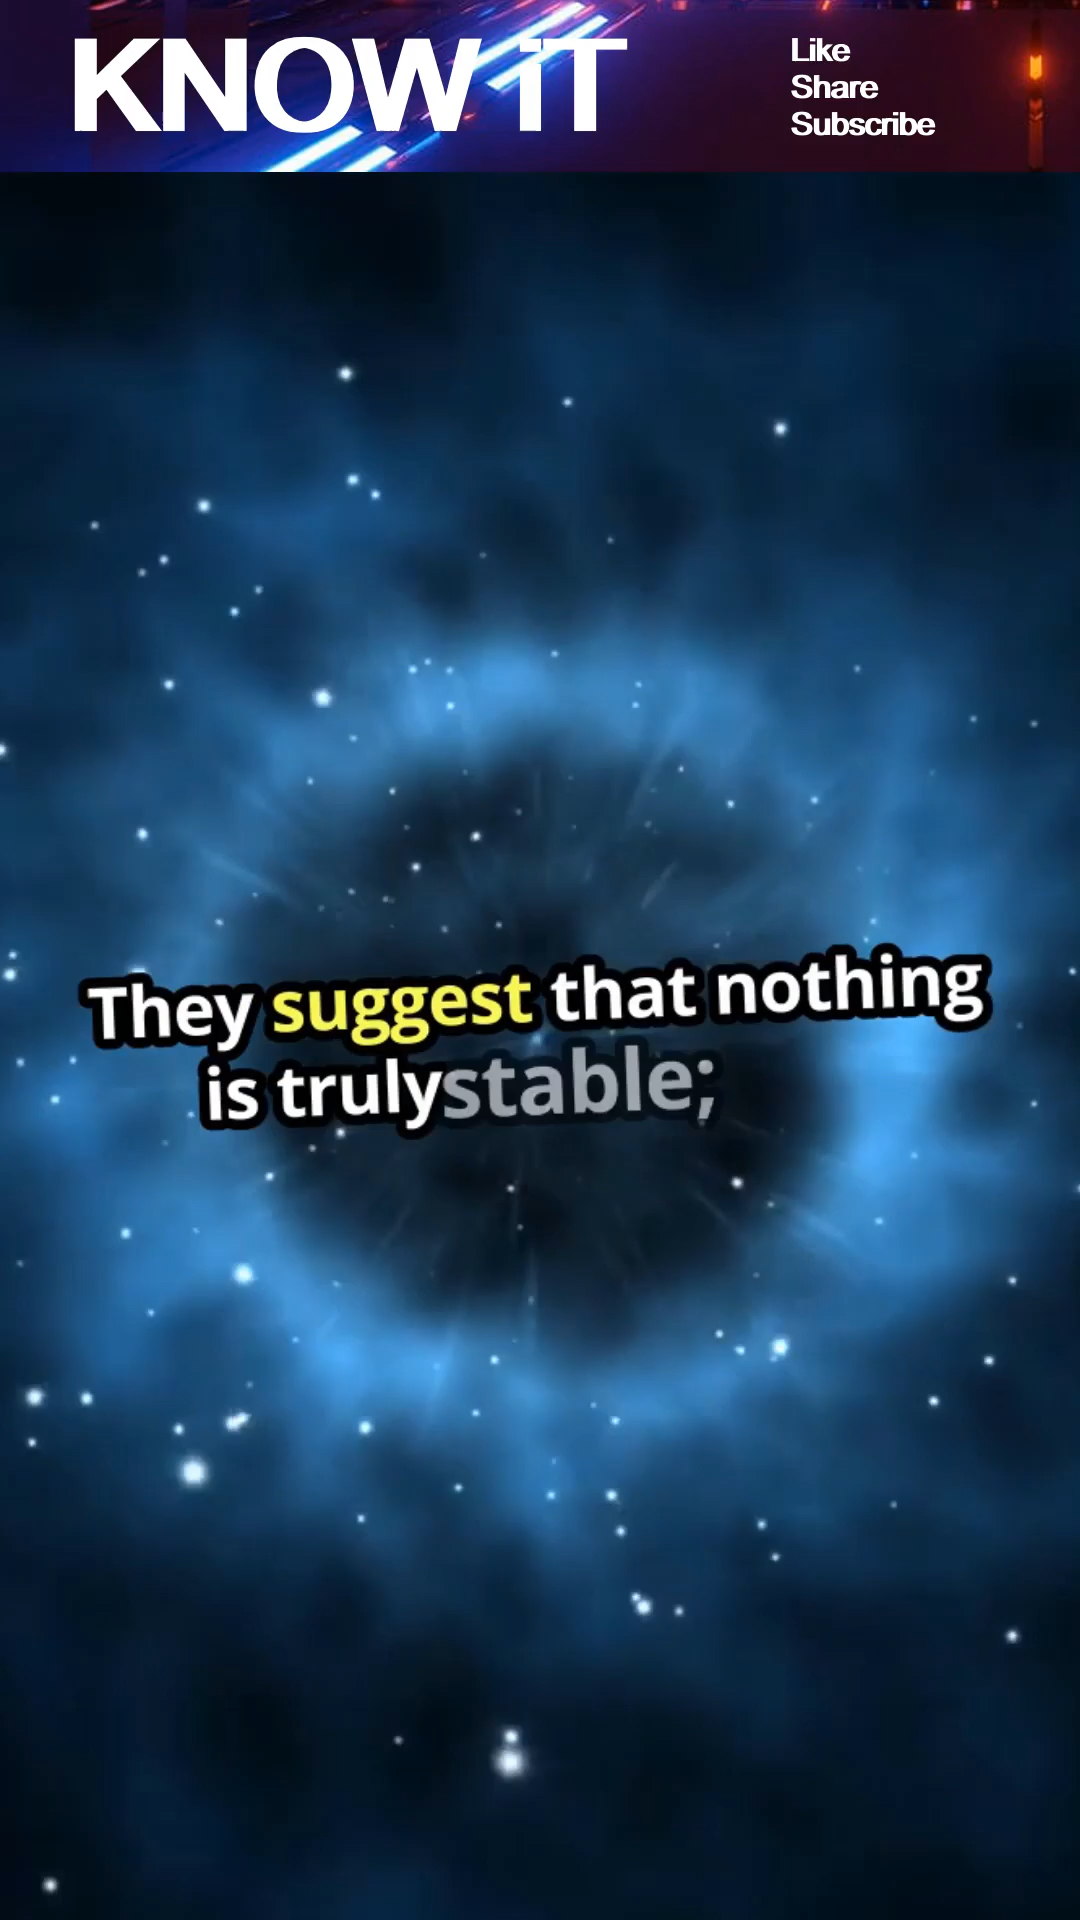 KNOW iT
Like
Share
Subscribe
They suggest that nothing
is truly stable;